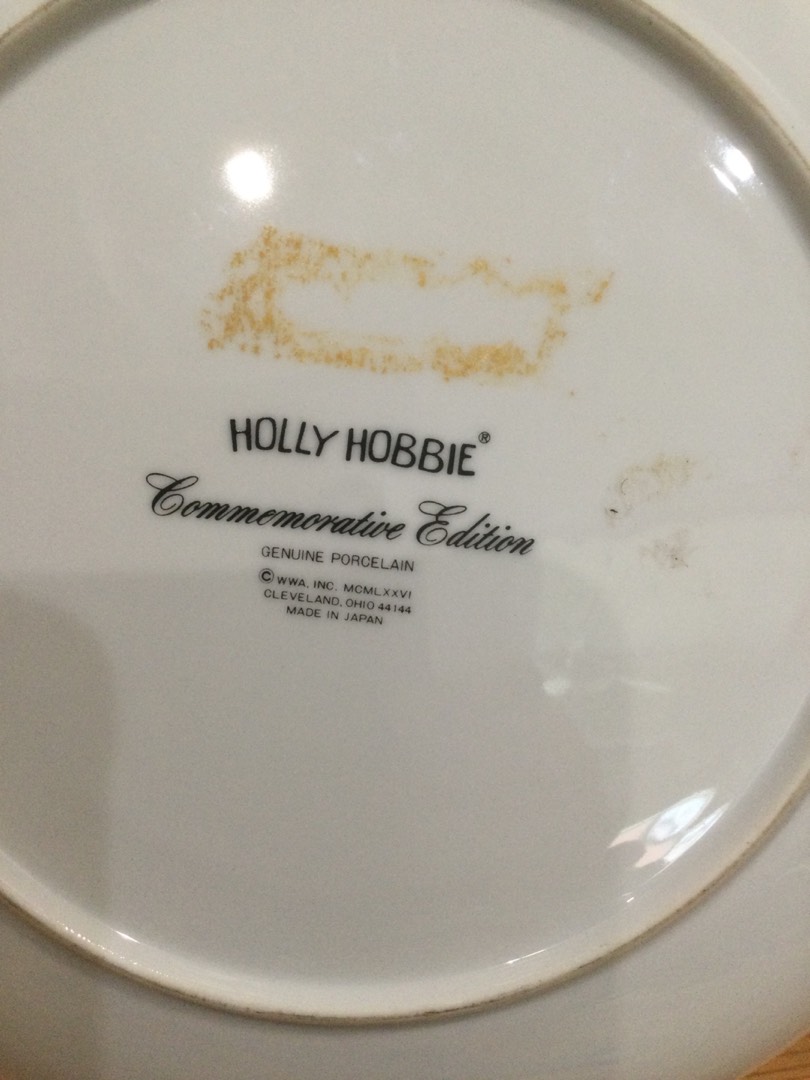 HOLLY HOBBIE®
Commemorative Edition
GENUINE PORCELAIN
© WWA, INC. MCMLXXVI
CLEVELAND, OHIO 44144
MADE IN JAPAN